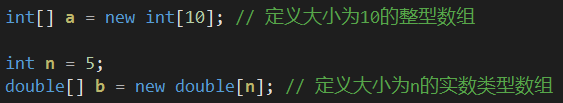 int[] a = new int[10]; // 定义大小为10的整型数组
int n = 5;
double[] b = new double[n]; // 定义大小为n的实数类型数组